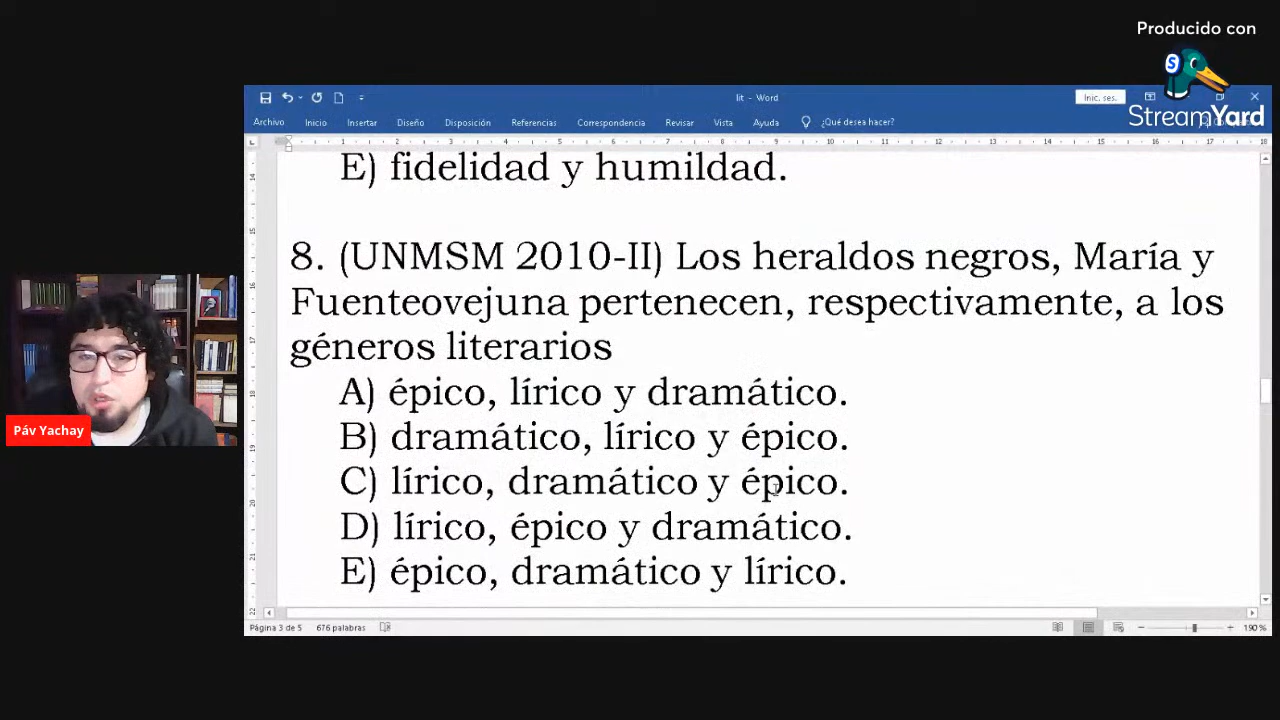 Producido con
StreamYard
lit - Word
Inic. ses.
Archivo Inicio Insertar Diseño Disposición Referencias Correspondencia Revisar Vista Ayuda ¿Qué desea hacer?
E) fidelidad y humildad.
8. (UNMSM 2010-II) Los heraldos negros, María y
Fuenteovejuna pertenecen, respectivamente, a los
géneros literarios
A) épico, lírico y dramático.
B) dramático, lírico y épico.
C) lírico, dramático y épico.
D) lírico, épico y dramático.
E) épico, dramático y lírico.
Páv Yachay
Página 3 de 5 676 palabras
190 %